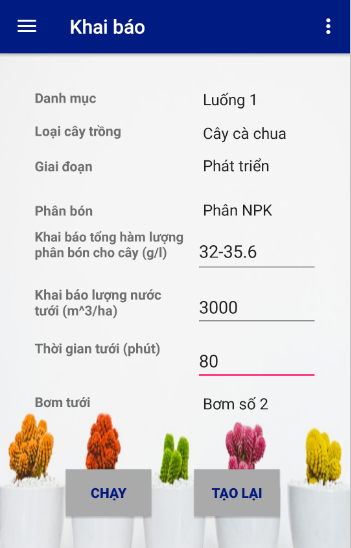 Khai báo
Danh mục Luống 1
Loại cây trồng Cây cà chua
Giai đoạn Phát triển
Phân bón Phân NPK
Khai báo tổng hàm lượng
phân bón cho cây (g/l) 32-35.6
Khai báo lượng nước
tưới (m^3/ha) 3000
Thời gian tưới (phút) 80
Bơm tưới Bơm số 2
CHẠY TẠO LẠI